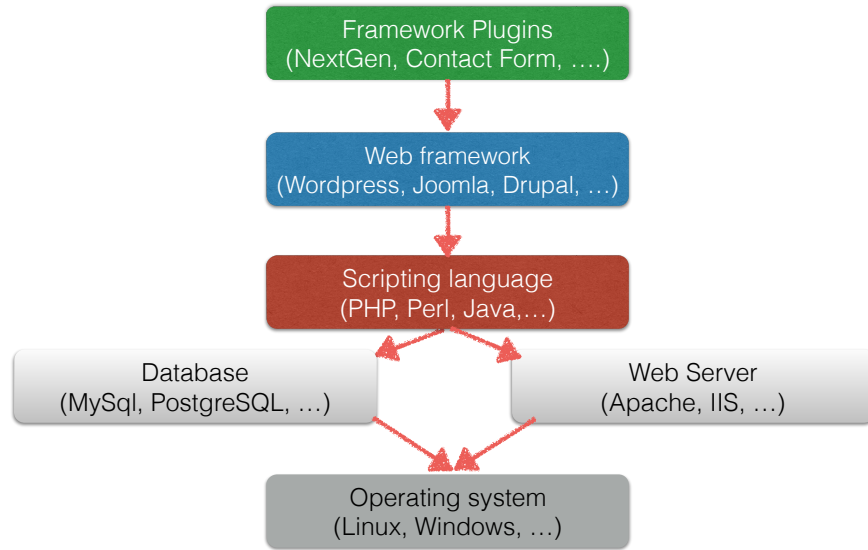 Framework Plugins
(NextGen, Contact Form, ….)
Web framework
(Wordpress, Joomla, Drupal, …)
Scripting language
(PHP, Perl, Java,…)
Database
(MySql, PostgreSQL, …)
Web Server
(Apache, IIS, …)
Operating system
(Linux, Windows, …)